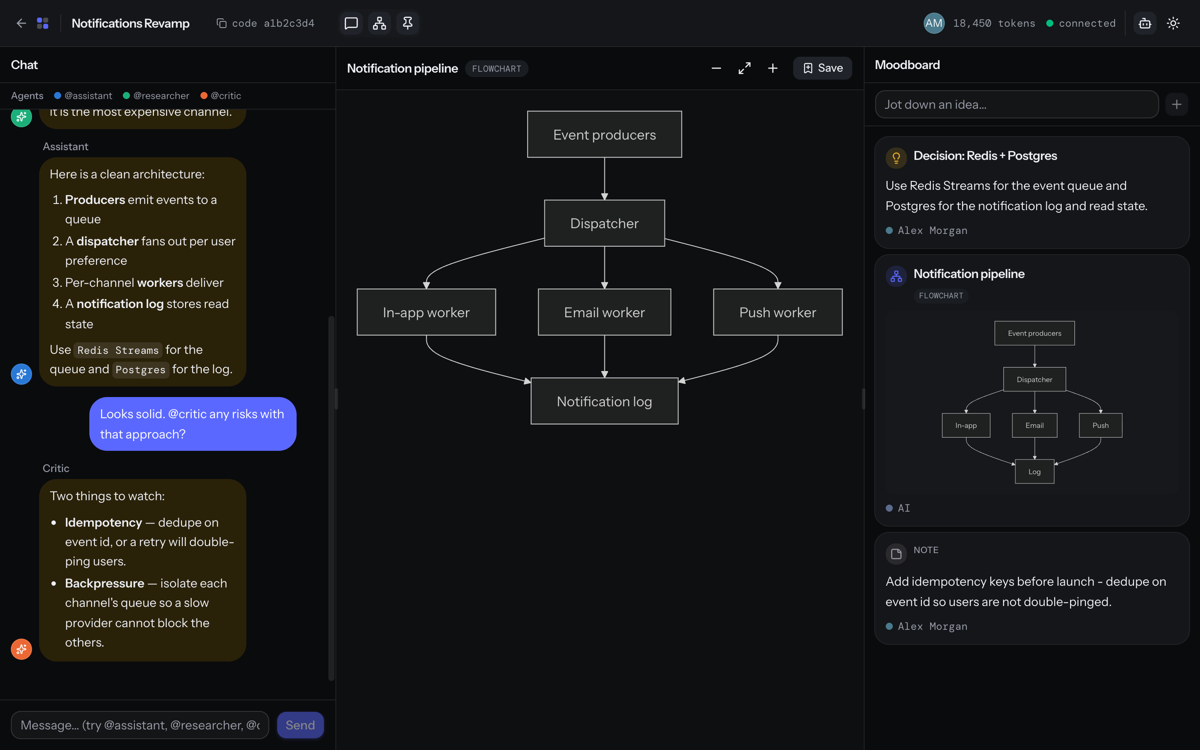 Notifications Revamp
code a1b2c3d4
AM
18,450 tokens
connected
Chat
Agents
@assistant
@researcher
@critic
It is the most expensive channel.
Assistant
Here is a clean architecture:
1. Producers emit events to a
queue
2. A dispatcher fans out per user
preference
3. Per-channel workers deliver
4. A notification log stores read
state
Use Redis Streams for the
queue and Postgres for the log.
Looks solid. @critic any risks with
that approach?
Critic
Two things to watch:
• Idempotency — dedupe on
event id, or a retry will double-
ping users.
• Backpressure — isolate each
channel's queue so a slow
provider cannot block the
others.
Message... (try @assistant, @researcher, @c
Send
Notification pipeline
FLOWCHART
Save
Event producers
Dispatcher
In-app worker
Email worker
Push worker
Notification log
Moodboard
Jot down an idea...
Decision: Redis + Postgres
Use Redis Streams for the event queue and
Postgres for the notification log and read state.
Alex Morgan
Notification pipeline
FLOWCHART
Event producers
Dispatcher
In-app
Email
Push
Log
AI
NOTE
Add idempotency keys before launch - dedupe on
event id so users are not double-pinged.
Alex Morgan